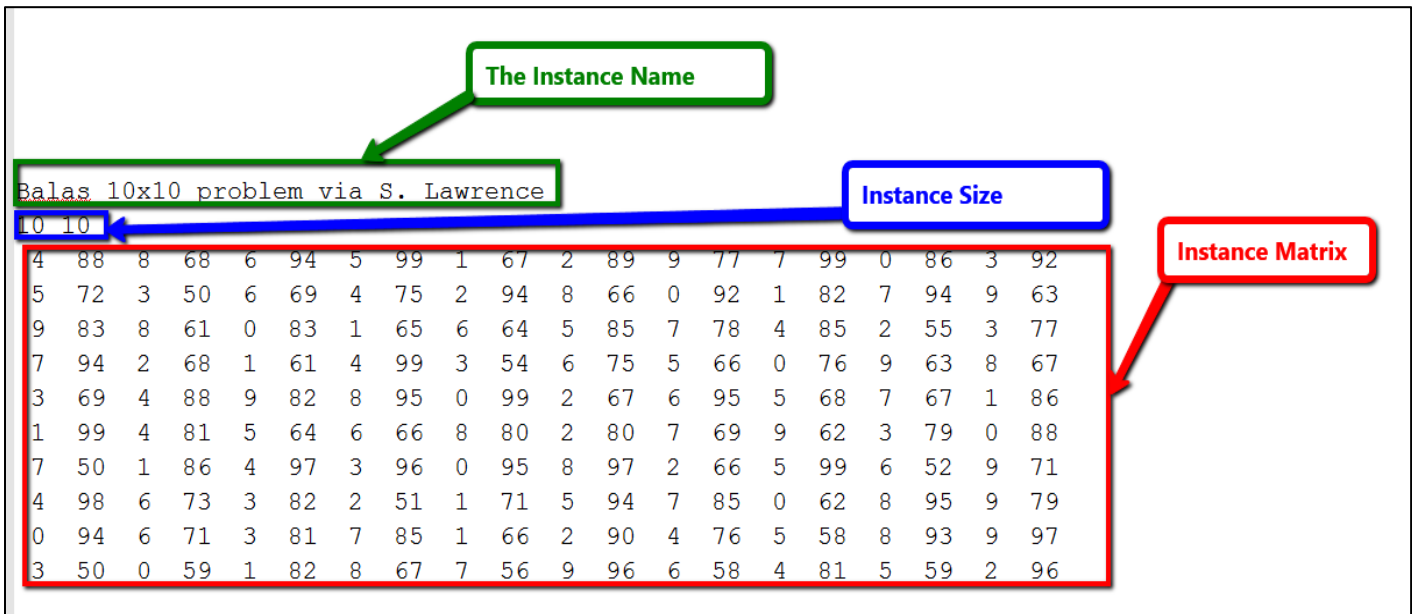 The Instance Name
Balas 10x10 problem via S. Lawrence
Instance Size
10 10
Instance Matrix
4 88 8 68 6 94 5 99 1 67 2 89 9 77 7 99 0 86 3 92
5 72 3 50 6 69 4 75 2 94 8 66 0 92 1 82 7 94 9 63
9 83 8 61 0 83 1 65 6 64 5 85 7 78 4 85 2 55 3 77
7 94 2 68 1 61 4 99 3 54 6 75 5 66 0 76 9 63 8 67
3 69 4 88 9 82 8 95 0 99 2 67 6 95 5 68 7 67 1 86
1 99 4 81 5 64 6 66 8 80 2 80 7 69 9 62 3 79 0 88
7 50 1 86 4 97 3 96 0 95 8 97 2 66 5 99 6 52 9 71
4 98 6 73 3 82 2 51 1 71 5 94 7 85 0 62 8 95 9 79
0 94 6 71 3 81 7 85 1 66 2 90 4 76 5 58 8 93 9 97
3 50 0 59 1 82 8 67 7 56 9 96 6 58 4 81 5 59 2 96